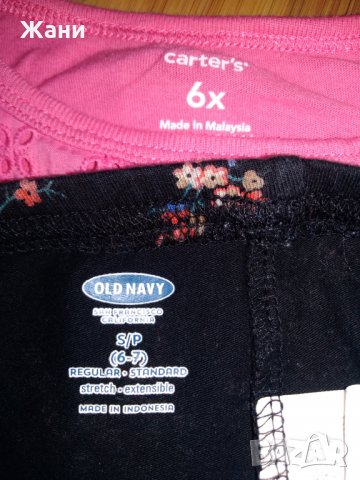 Жани
carter's
6x
Made in Malaysia
OLD NAVY
SAN FRANCISCO
CALIFORNIA
S/P
(6-7)
REGULAR • STANDARD
stretch • extensible
MADE IN INDONESIA
BAZAR